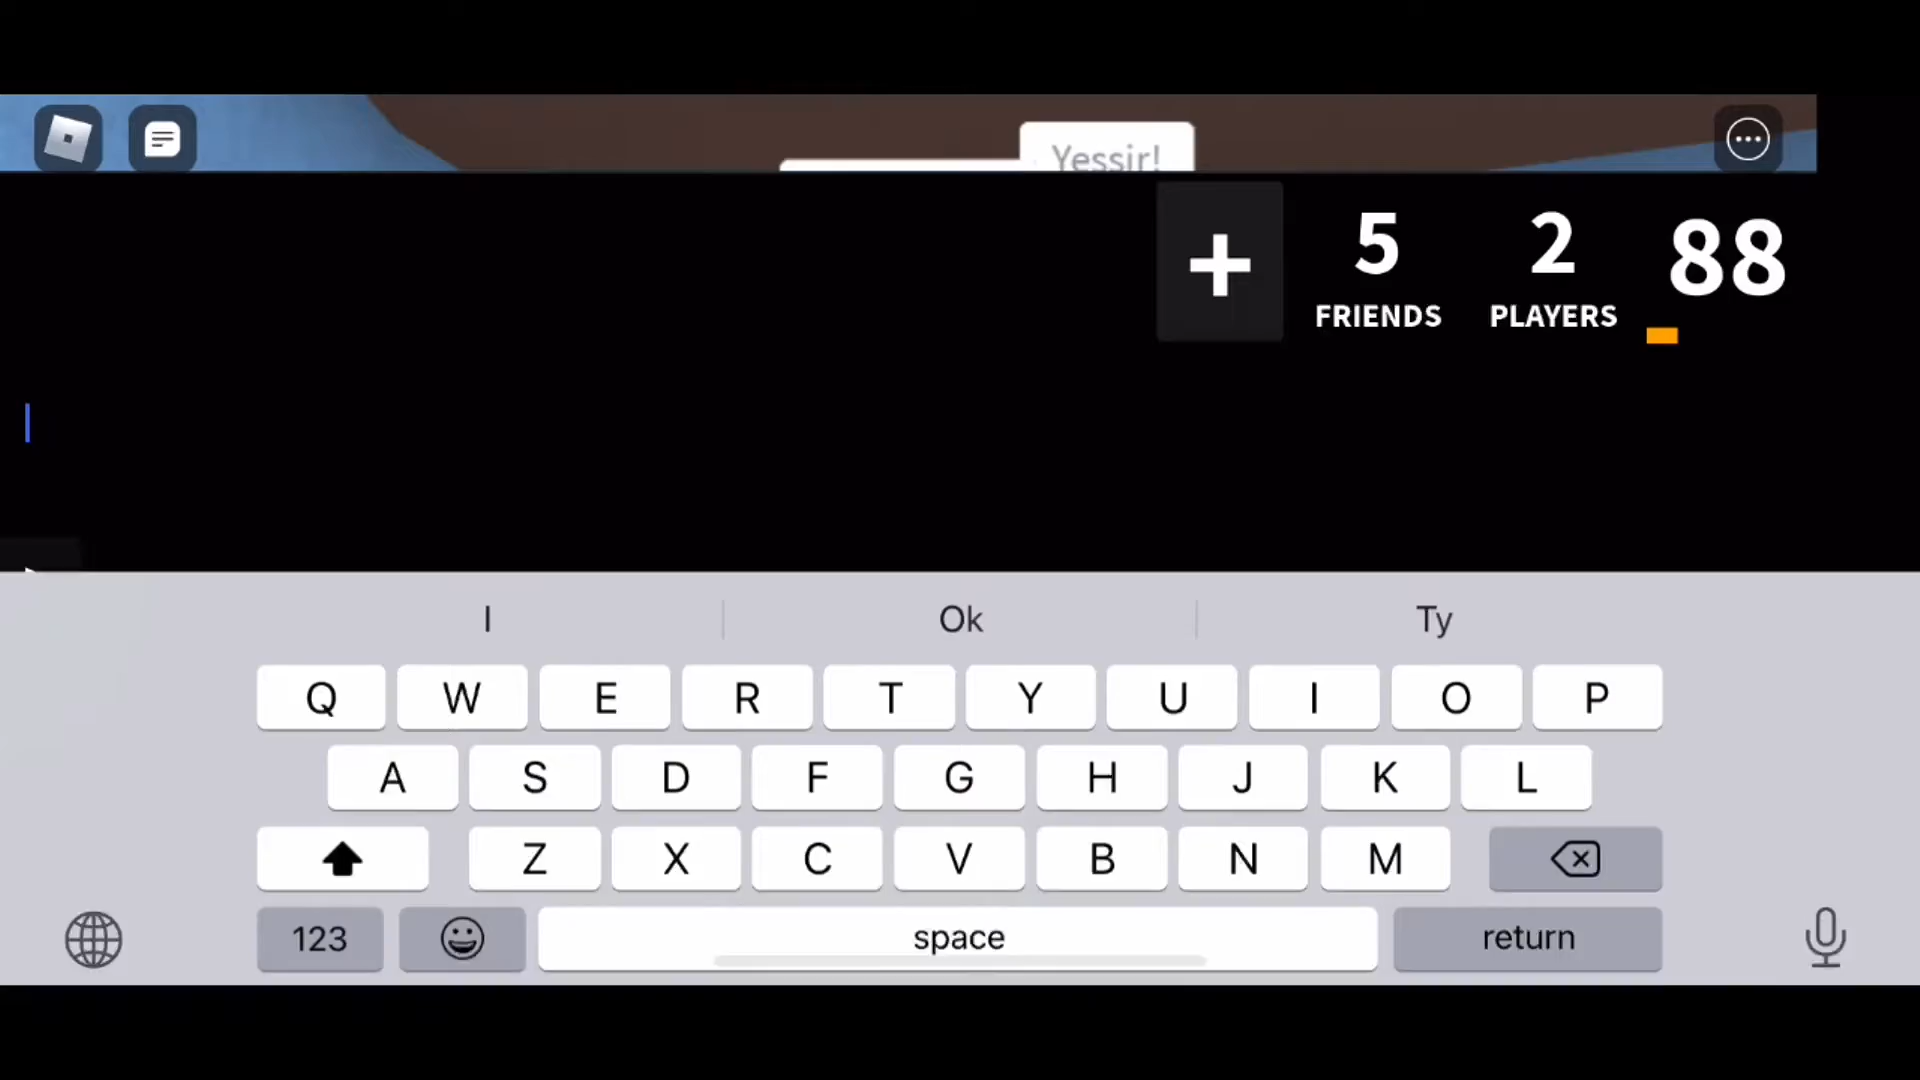 Yessir!
+ 5 2 88
FRIENDS PLAYERS
I Ok Ty
Q W E R T Y U I O P
A S D F G H J K L
Z X C V B N M
123 space return